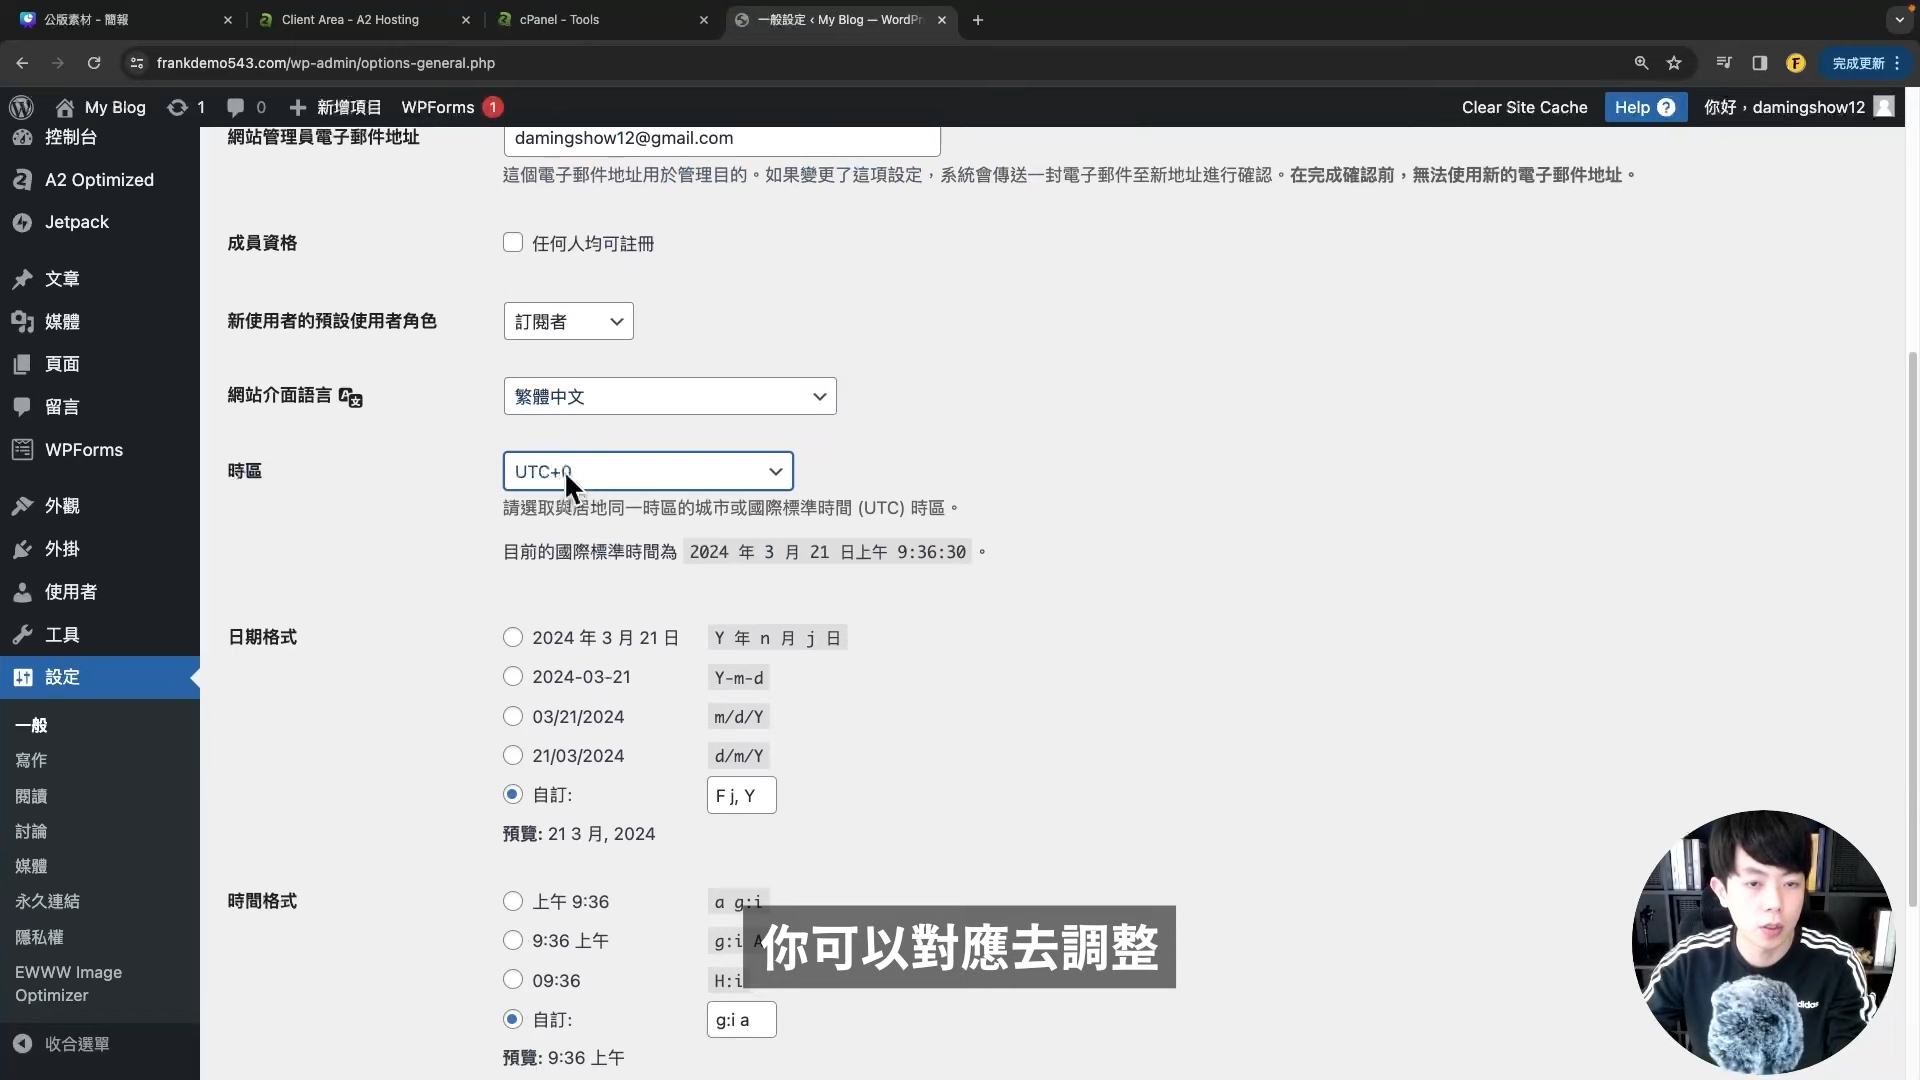 公版素材 - 簡報
Client Area - A2 Hosting
cPanel - Tools
一般設定 ‹ My Blog — WordPr
frankdemo543.com/wp-admin/options-general.php
F
完成更新
My Blog
1
0
新增項目
WPForms
1
Clear Site Cache
Help ?
你好，damingshow12
控制台
A2 Optimized
Jetpack
文章
媒體
頁面
留言
WPForms
外觀
外掛
使用者
工具
設定
一般
寫作
閱讀
討論
媒體
永久連結
隱私權
EWWW Image
Optimizer
收合選單
網站管理員電子郵件地址
damingshow12@gmail.com
這個電子郵件地址用於管理目的。如果變更了這項設定，系統會傳送一封電子郵件至新地址進行確認。在完成確認前，無法使用新的電子郵件地址。
成員資格
任何人均可註冊
新使用者的預設使用者角色
訂閱者
網站介面語言
繁體中文
時區
UTC+0
請選取與居地同一時區的城市或國際標準時間 (UTC) 時區。
目前的國際標準時間為 2024 年 3 月 21 日上午 9:36:30 。
日期格式
2024 年 3 月 21 日 Y 年 n 月 j 日
2024-03-21 Y-m-d
03/21/2024 m/d/Y
21/03/2024 d/m/Y
自訂: F j, Y
預覽: 21 3 月, 2024
時間格式
上午 9:36 a g:i
9:36 上午 g:i A
09:36 H:i
自訂: g:i a
預覽: 9:36 上午
你可以對應去調整
adidas